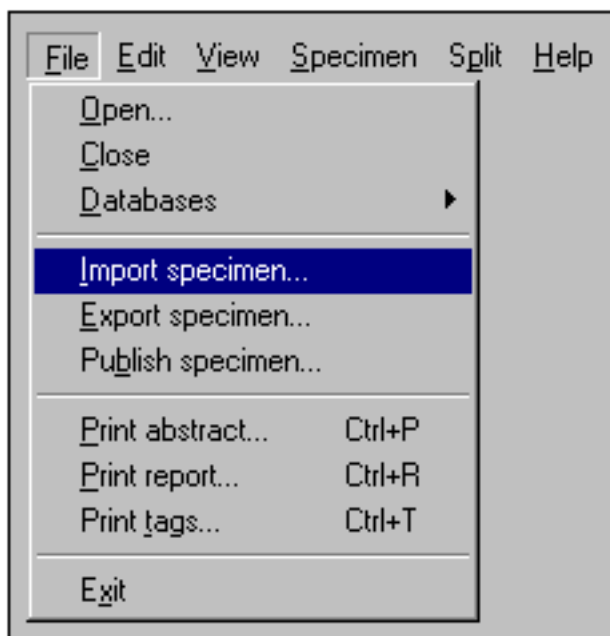 File Edit View Specimen Split Help
Open...
Close
Databases
Import specimen...
Export specimen...
Publish specimen...
Print abstract... Ctrl+P
Print report... Ctrl+R
Print tags... Ctrl+T
Exit